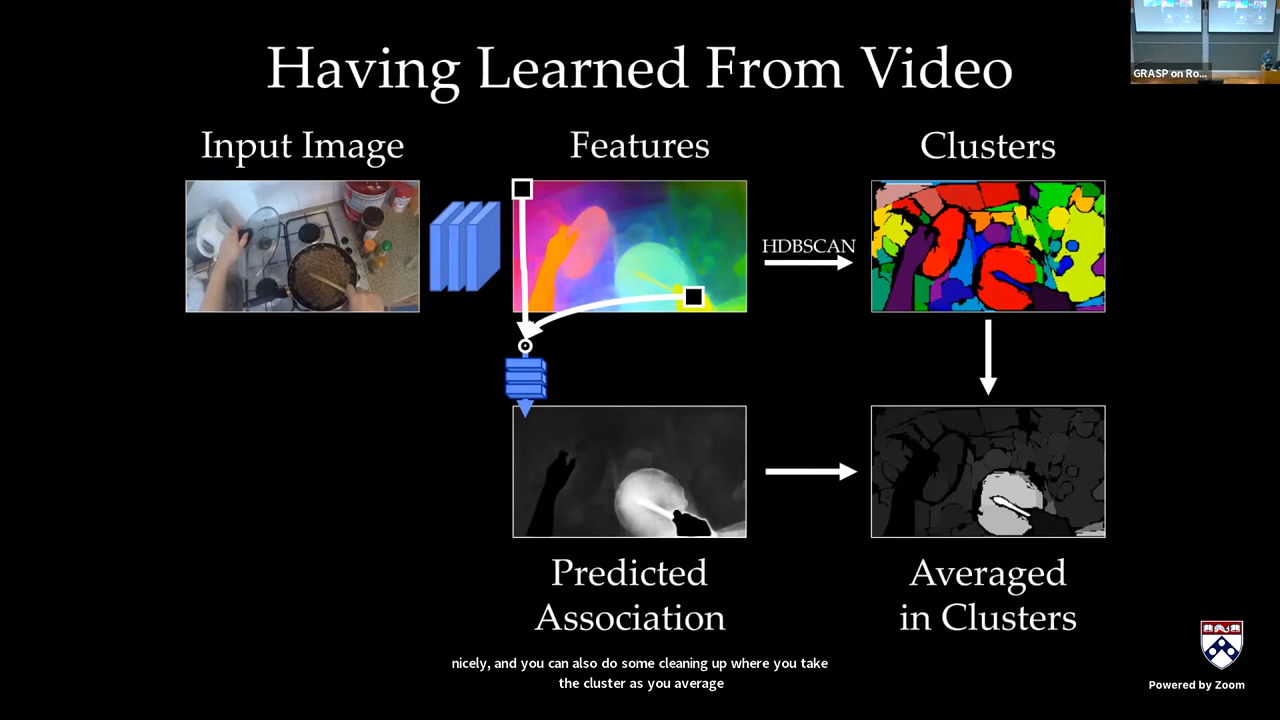 Having Learned From Video
GRASP on Ro...
Input Image
Features
Clusters
HDBSCAN
Predicted
Association
Averaged
in Clusters
nicely, and you can also do some cleaning up where you take
the cluster as you average
Powered by Zoom